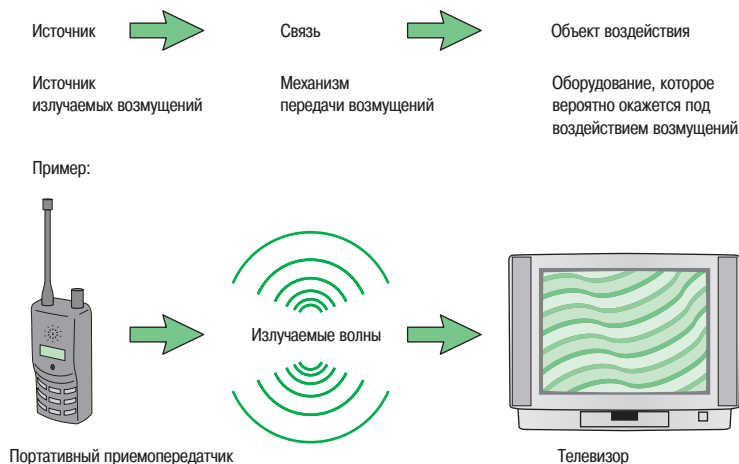 Источник
Связь
Объект воздействия
Источник
излучаемых возмущений
Механизм
передачи возмущений
Оборудование, которое
вероятно окажется под
воздействием возмущений
Пример:
Излучаемые волны
Портативный приемопередатчик
Телевизор